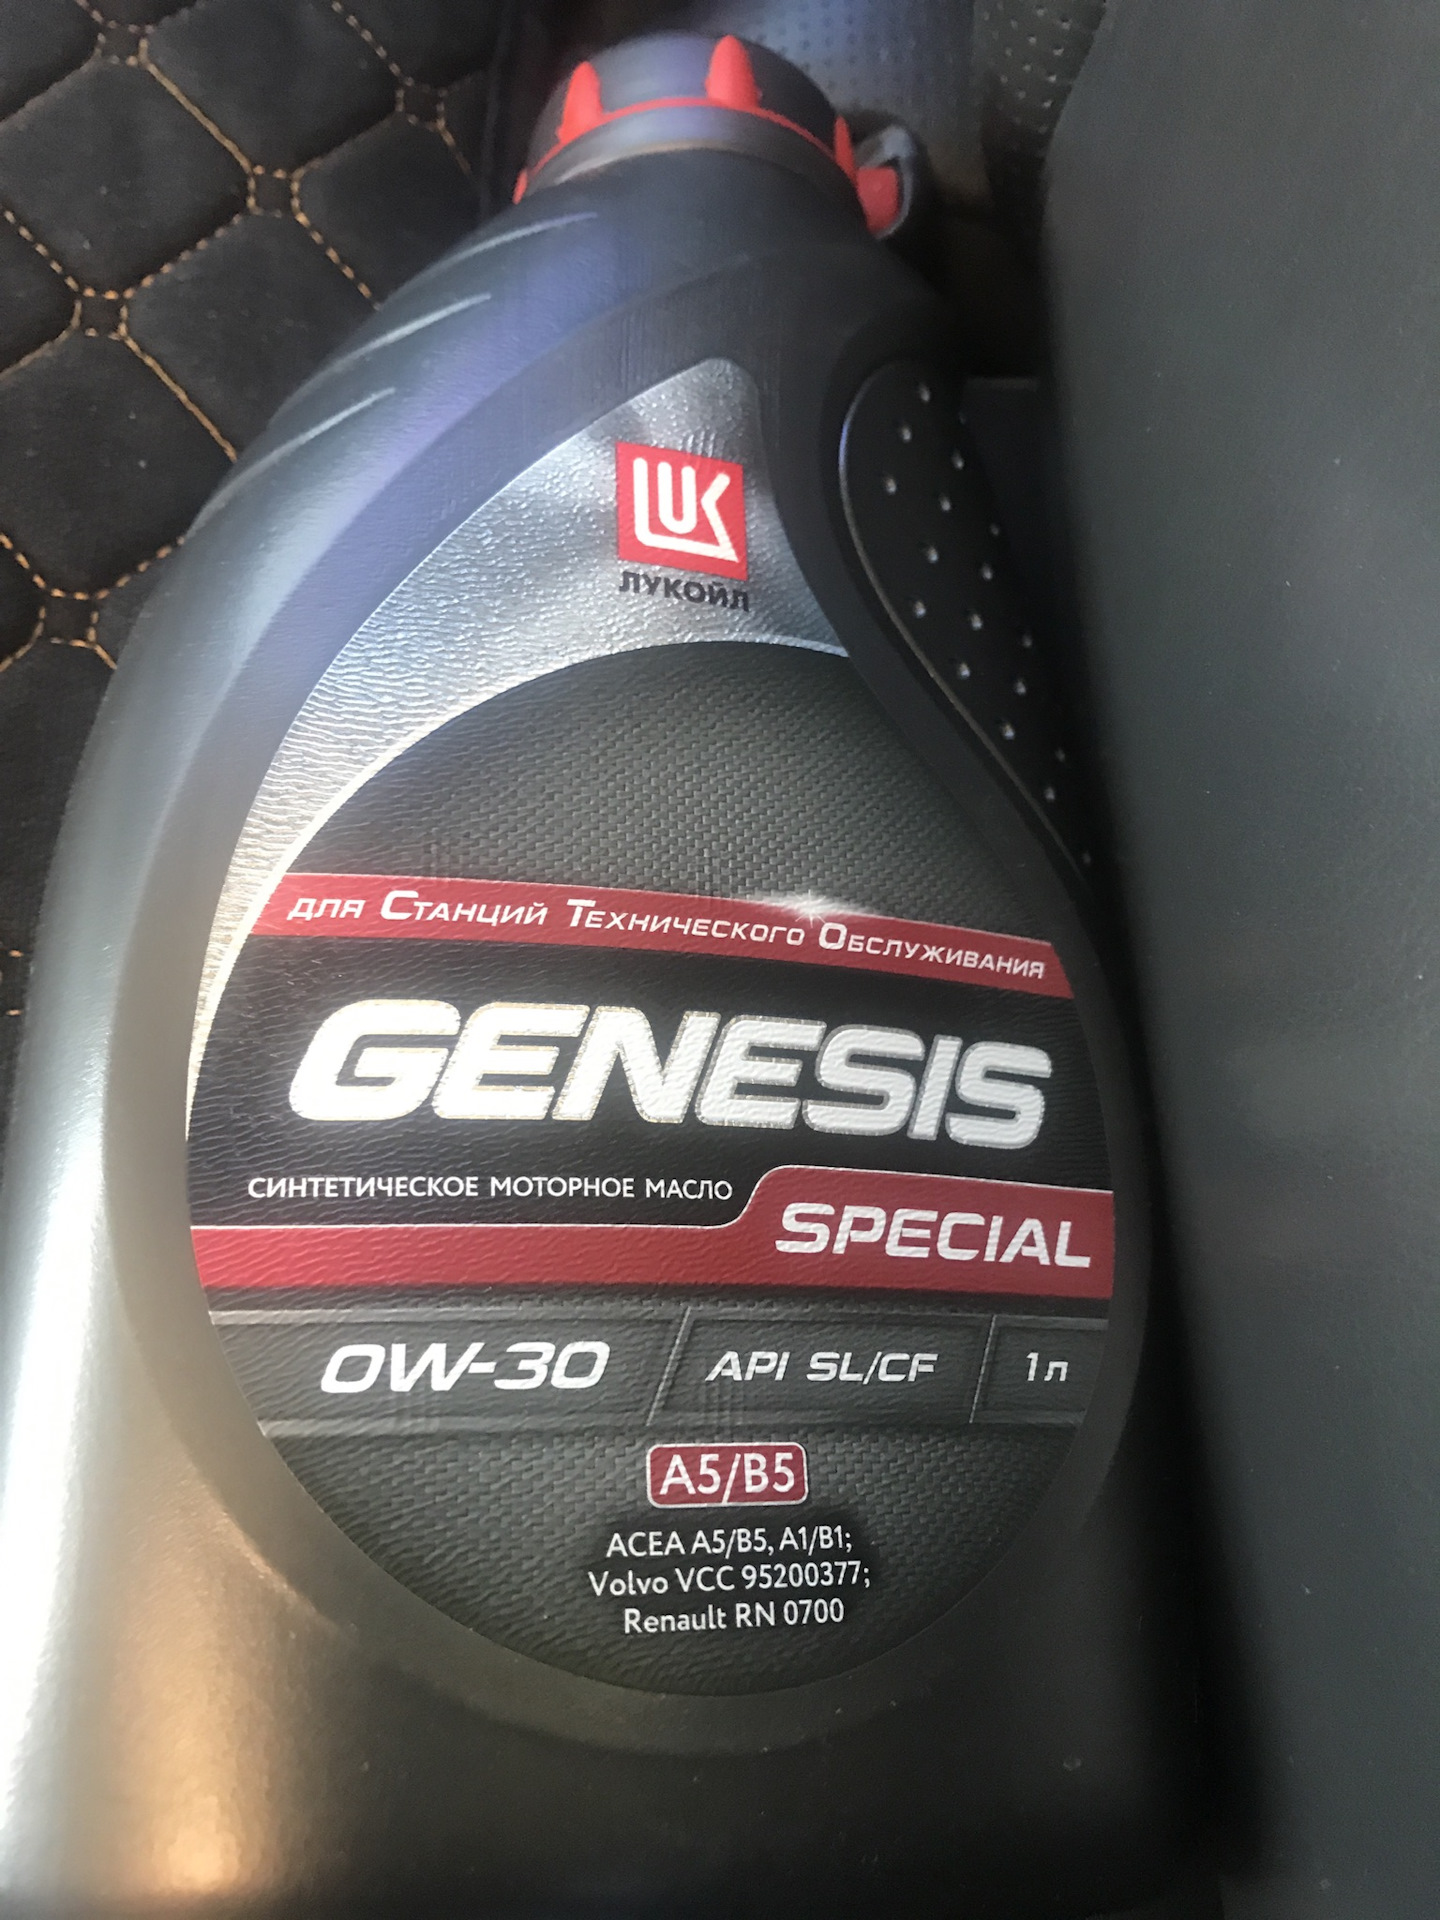 LUK
ЛУКОЙЛ
для Станций Технического Обслуживания
GENESIS
СИНТЕТИЧЕСКОЕ МОТОРНОЕ МАСЛО
SPECIAL
0W-30 API SL/CF 1л
A5/B5
ACEA A5/B5, A1/B1;
Volvo VCC 95200377;
Renault RN 0700